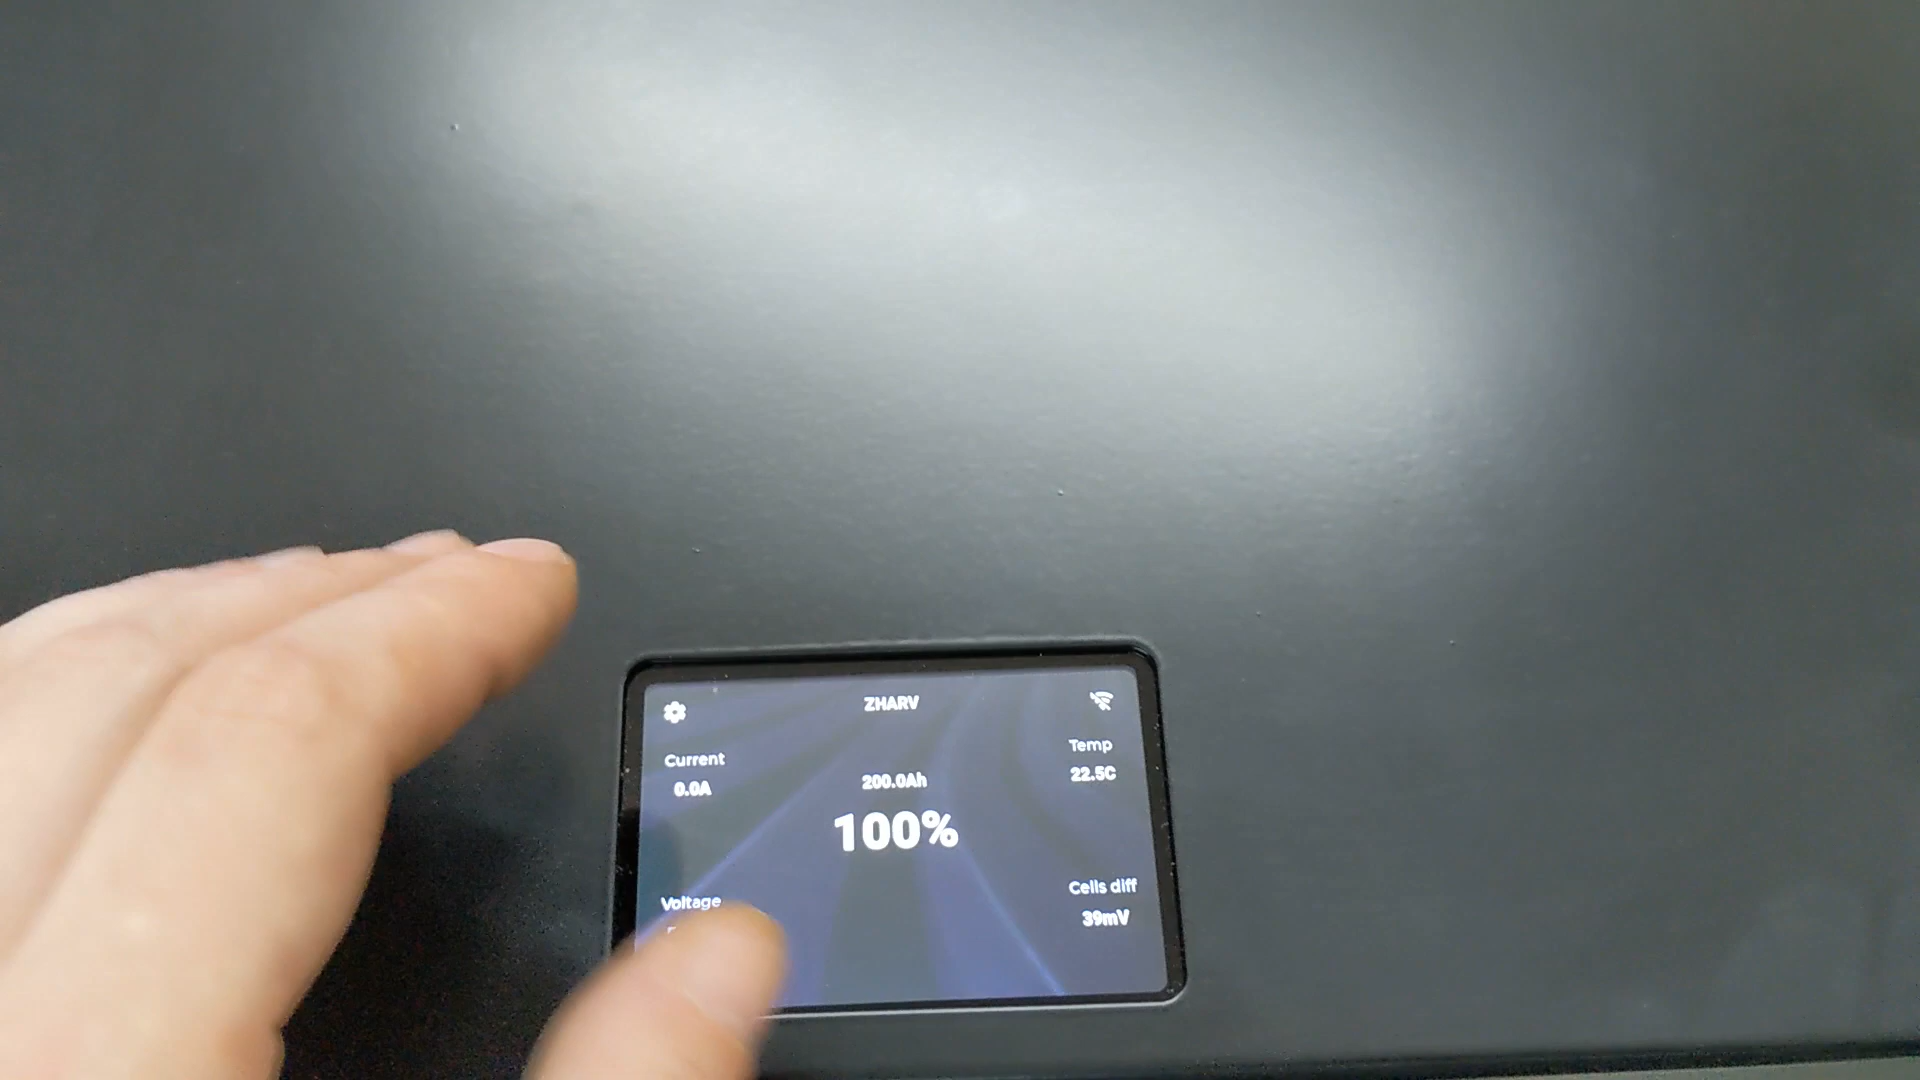 ZHARV
Current
0.0A
200.0Ah
100%
Temp
22.5C
Voltage
Cells diff
39mV